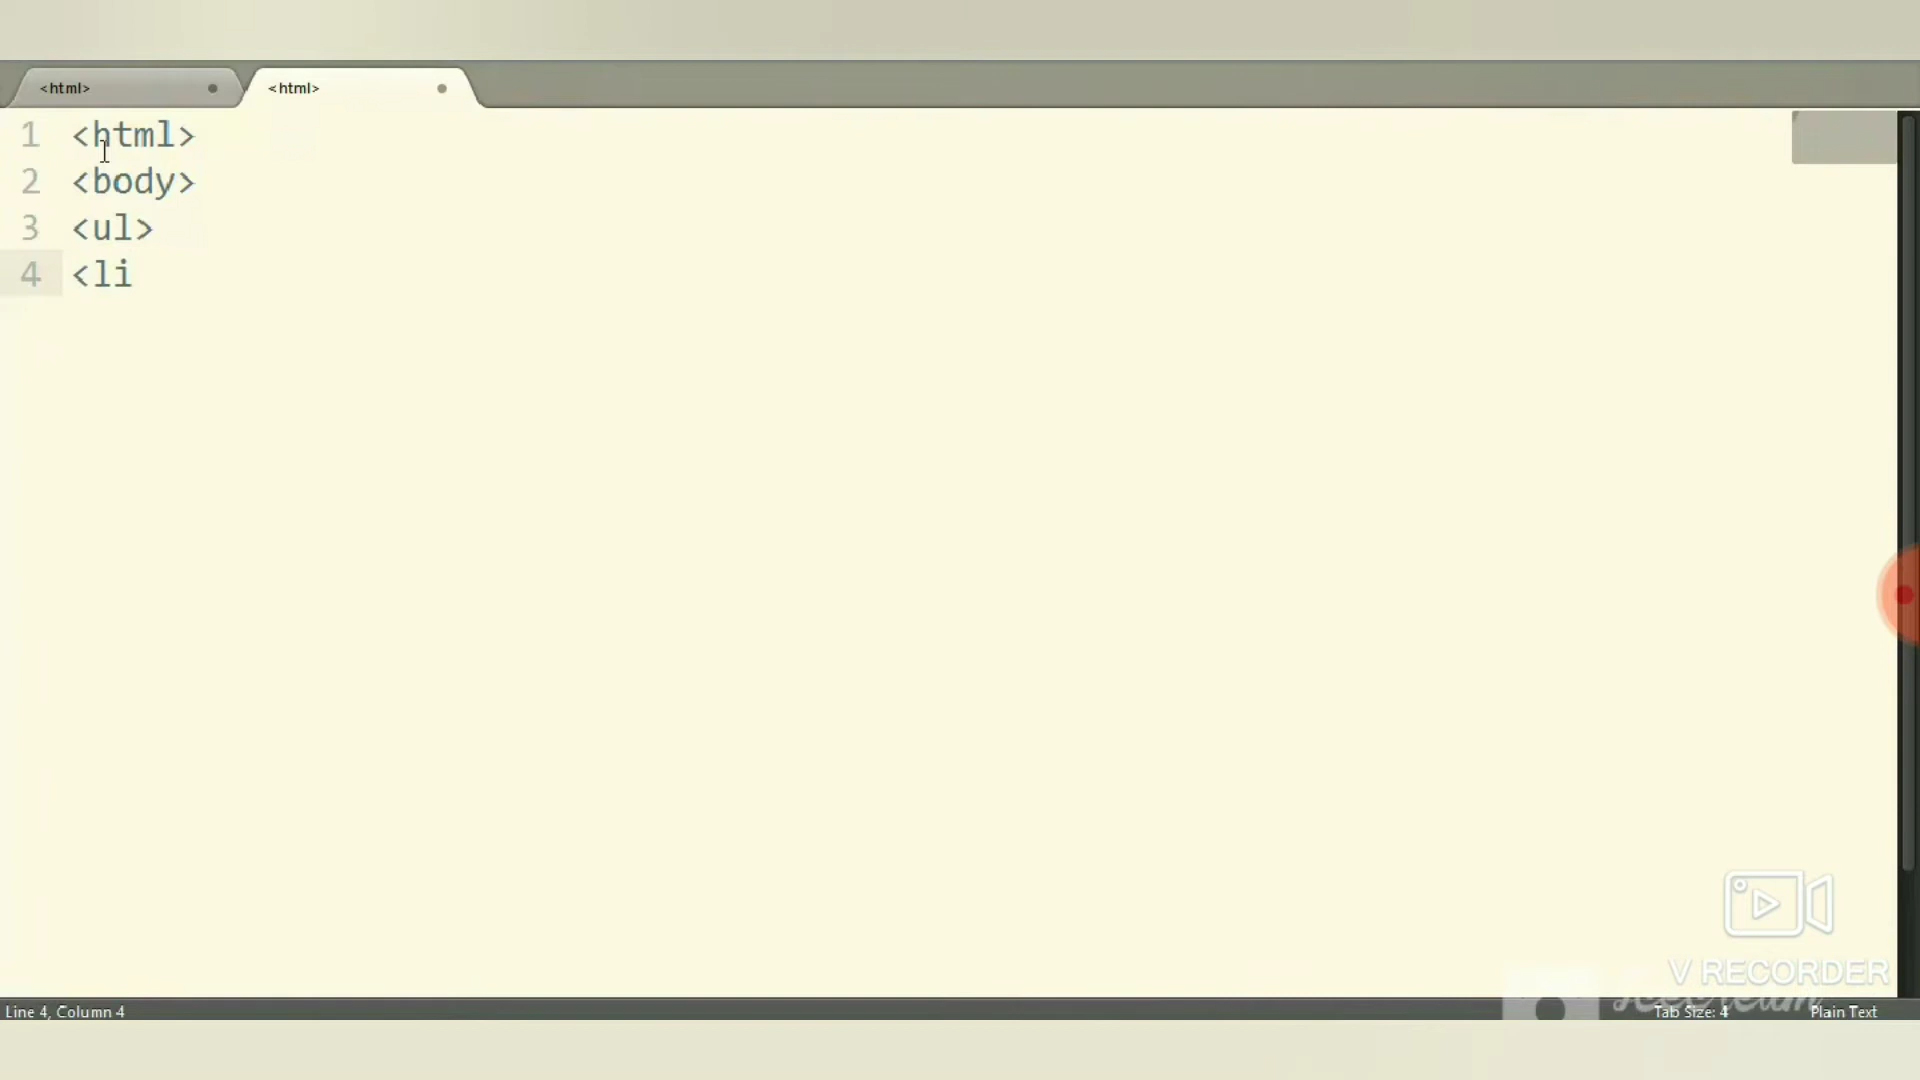 <html> <html>
1 <html>
2 <body>
3 <ul>
4 <li
V RECORDER
Icecream
Line 4, Column 4 Tab Size: 4 Plain Text